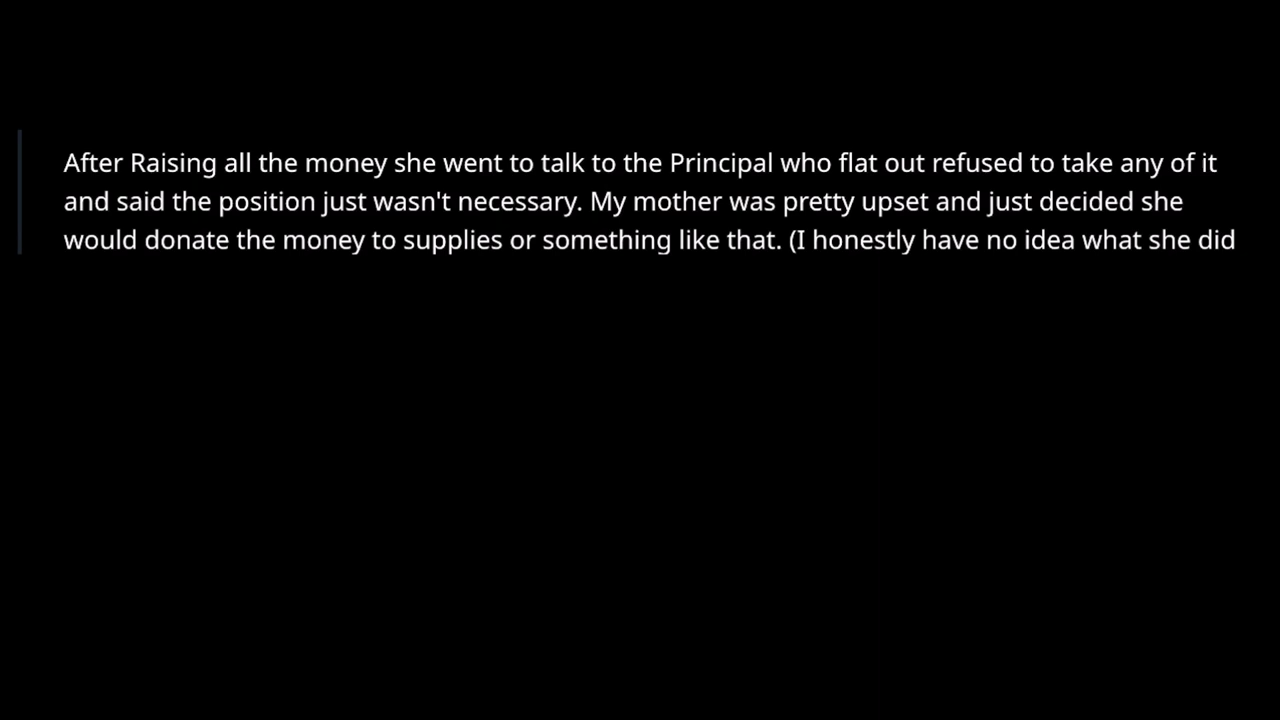 After Raising all the money she went to talk to the Principal who flat out refused to take any of it
and said the position just wasn't necessary. My mother was pretty upset and just decided she
would donate the money to supplies or something like that. (I honestly have no idea what she did